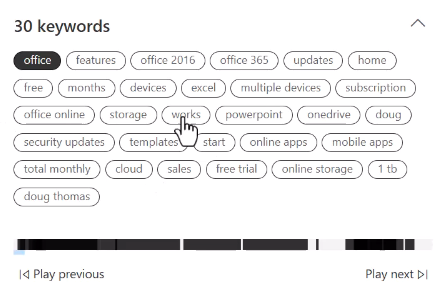 30 keywords
office features office 2016 office 365 updates home
free months devices excel multiple devices subscription
office online storage works powerpoint onedrive doug
security updates templates start online apps mobile apps
total monthly cloud sales free trial online storage 1 tb
doug thomas
Play previous Play next